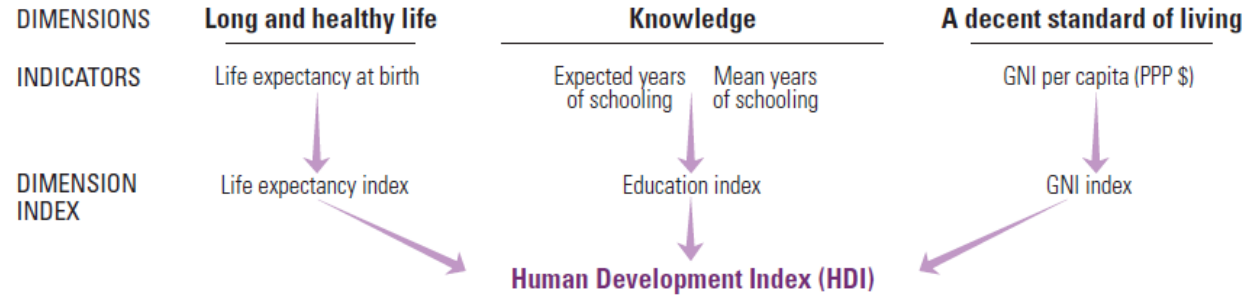 DIMENSIONS Long and healthy life Knowledge A decent standard of living
INDICATORS Life expectancy at birth Expected years of schooling Mean years of schooling GNI per capita (PPP $)
DIMENSION INDEX Life expectancy index Education index GNI index
Human Development Index (HDI)